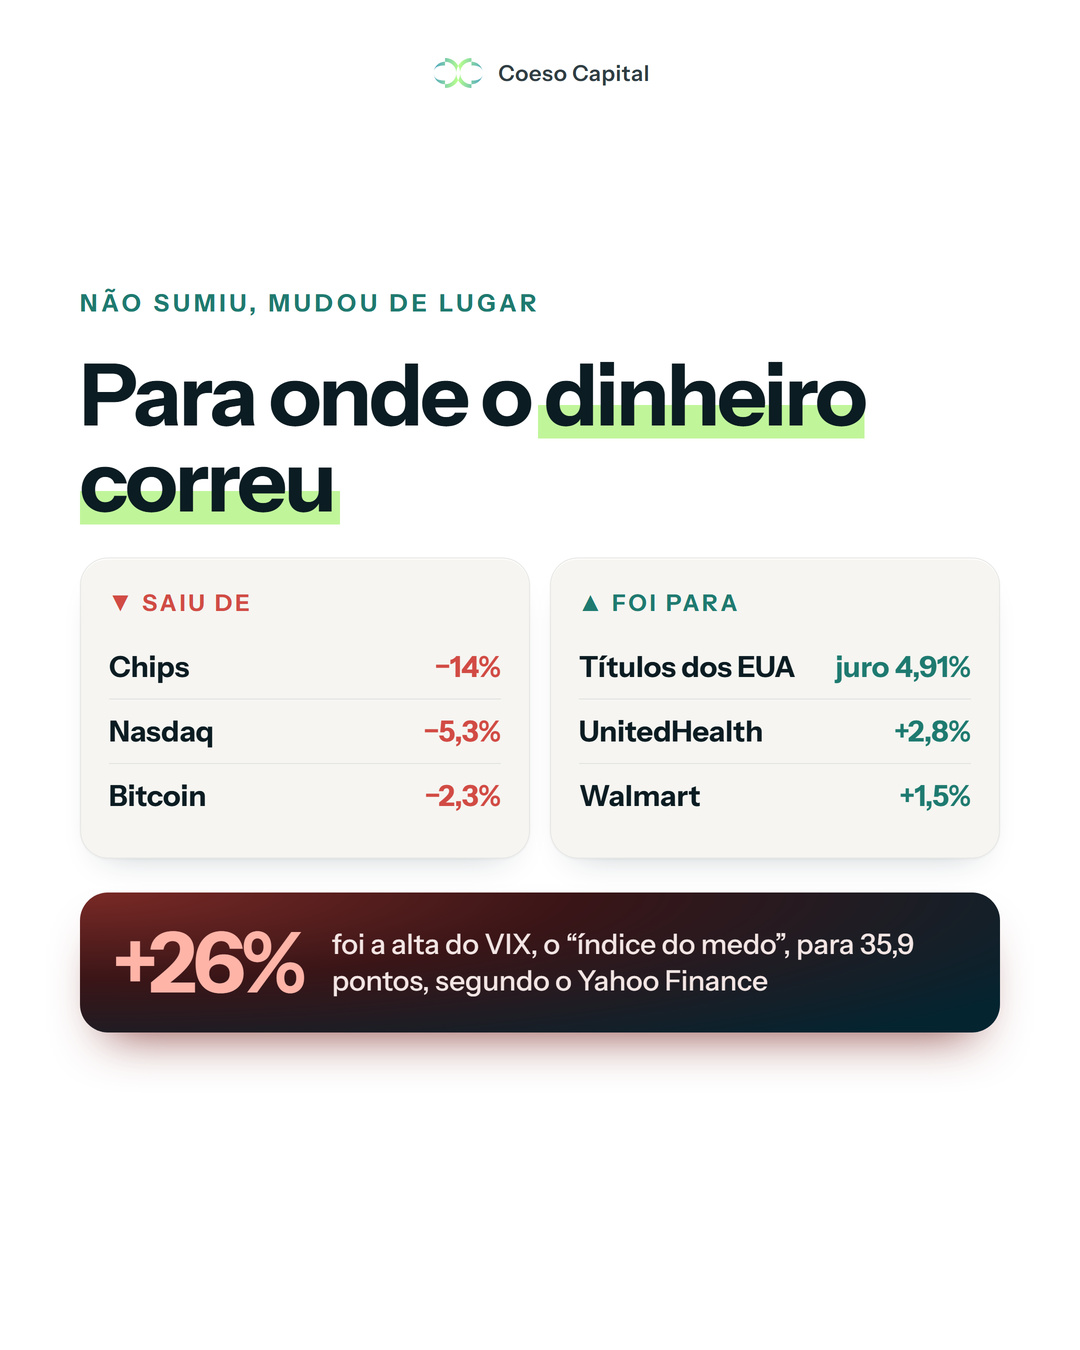 Coeso Capital
NÃO SUMIU, MUDOU DE LUGAR
Para onde o dinheiro
correu
▼ SAIU DE
Chips −14%
Nasdaq −5,3%
Bitcoin −2,3%
▲ FOI PARA
Títulos dos EUA juro 4,91%
UnitedHealth +2,8%
Walmart +1,5%
+26%
foi a alta do VIX, o “índice do medo”, para 35,9
pontos, segundo o Yahoo Finance